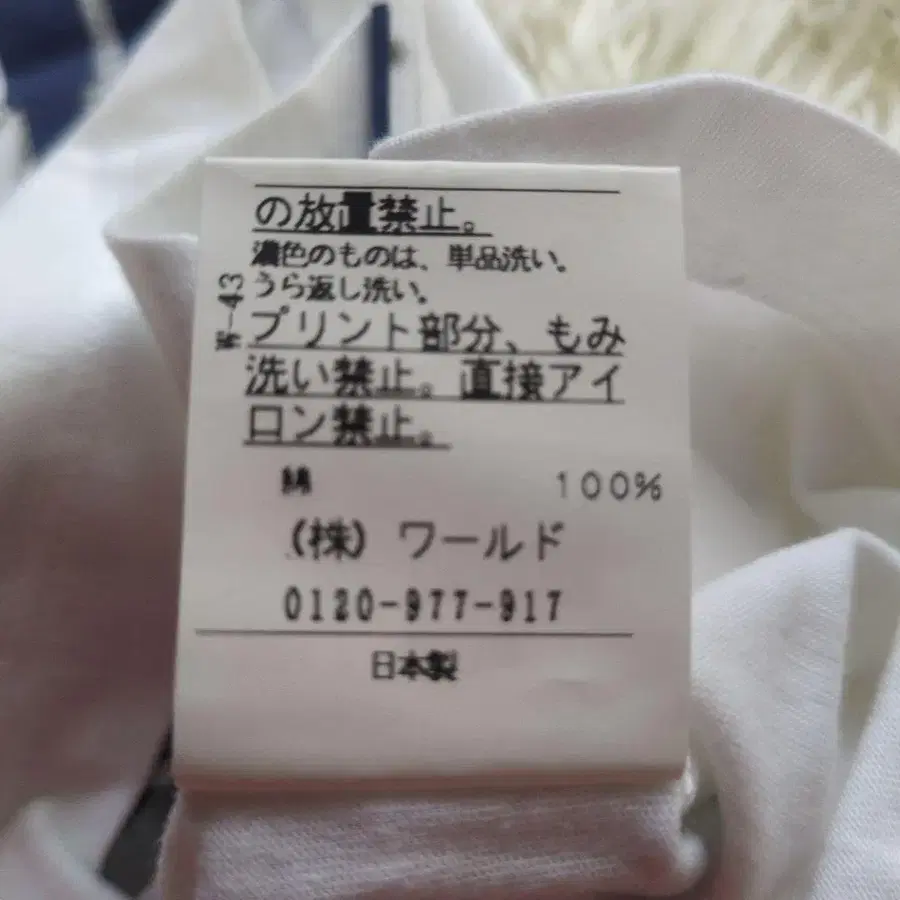 の放置禁止。
濃色のものは、単品洗い。
うら返し洗い。
プリント部分、もみ
洗い禁止。直接アイ
ロン禁止。
綿 100%
(株) ワールド
0120-977-917
日本製